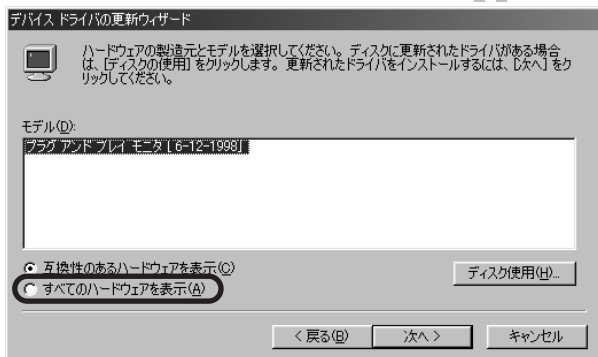 デバイス ドライバの更新ウィザード
ハードウェアの製造元とモデルを選択してください。ディスクに更新されたドライバがある場合
は、[ディスクの使用] をクリックします。更新されたドライバをインストールするには、[次へ] をク
リックしてください。
モデル(D):
プラグ アンド プレイ モニタ [ 6-12-1998]
互換性のあるハードウェアを表示(C)
すべてのハードウェアを表示(A)
ディスク使用(H)...
< 戻る(B)
次へ >
キャンセル